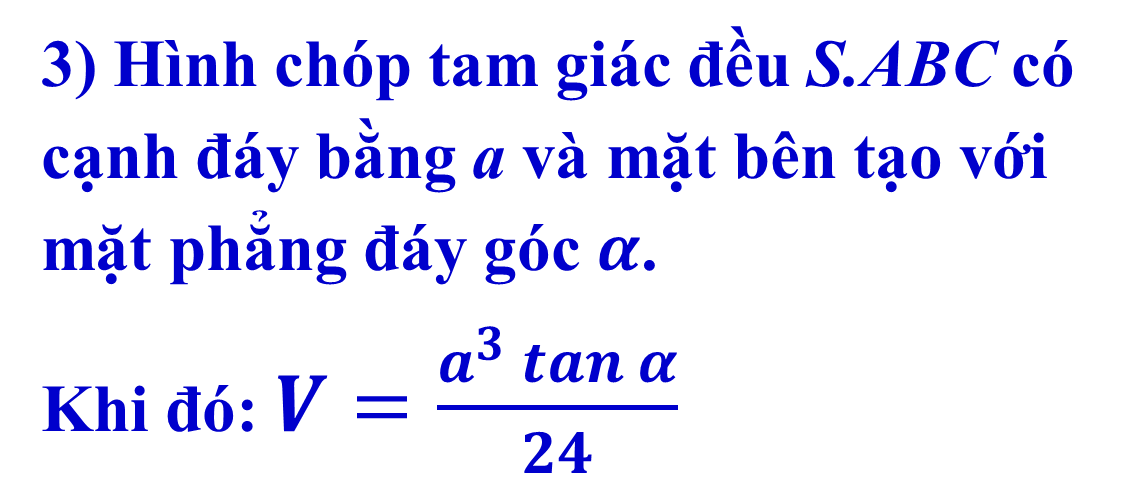 3) Hình chóp tam giác đều S.ABC có
cạnh đáy bằng a và mặt bên tạo với
mặt phẳng đáy góc α.
Khi đó: V = a³ tan α / 24